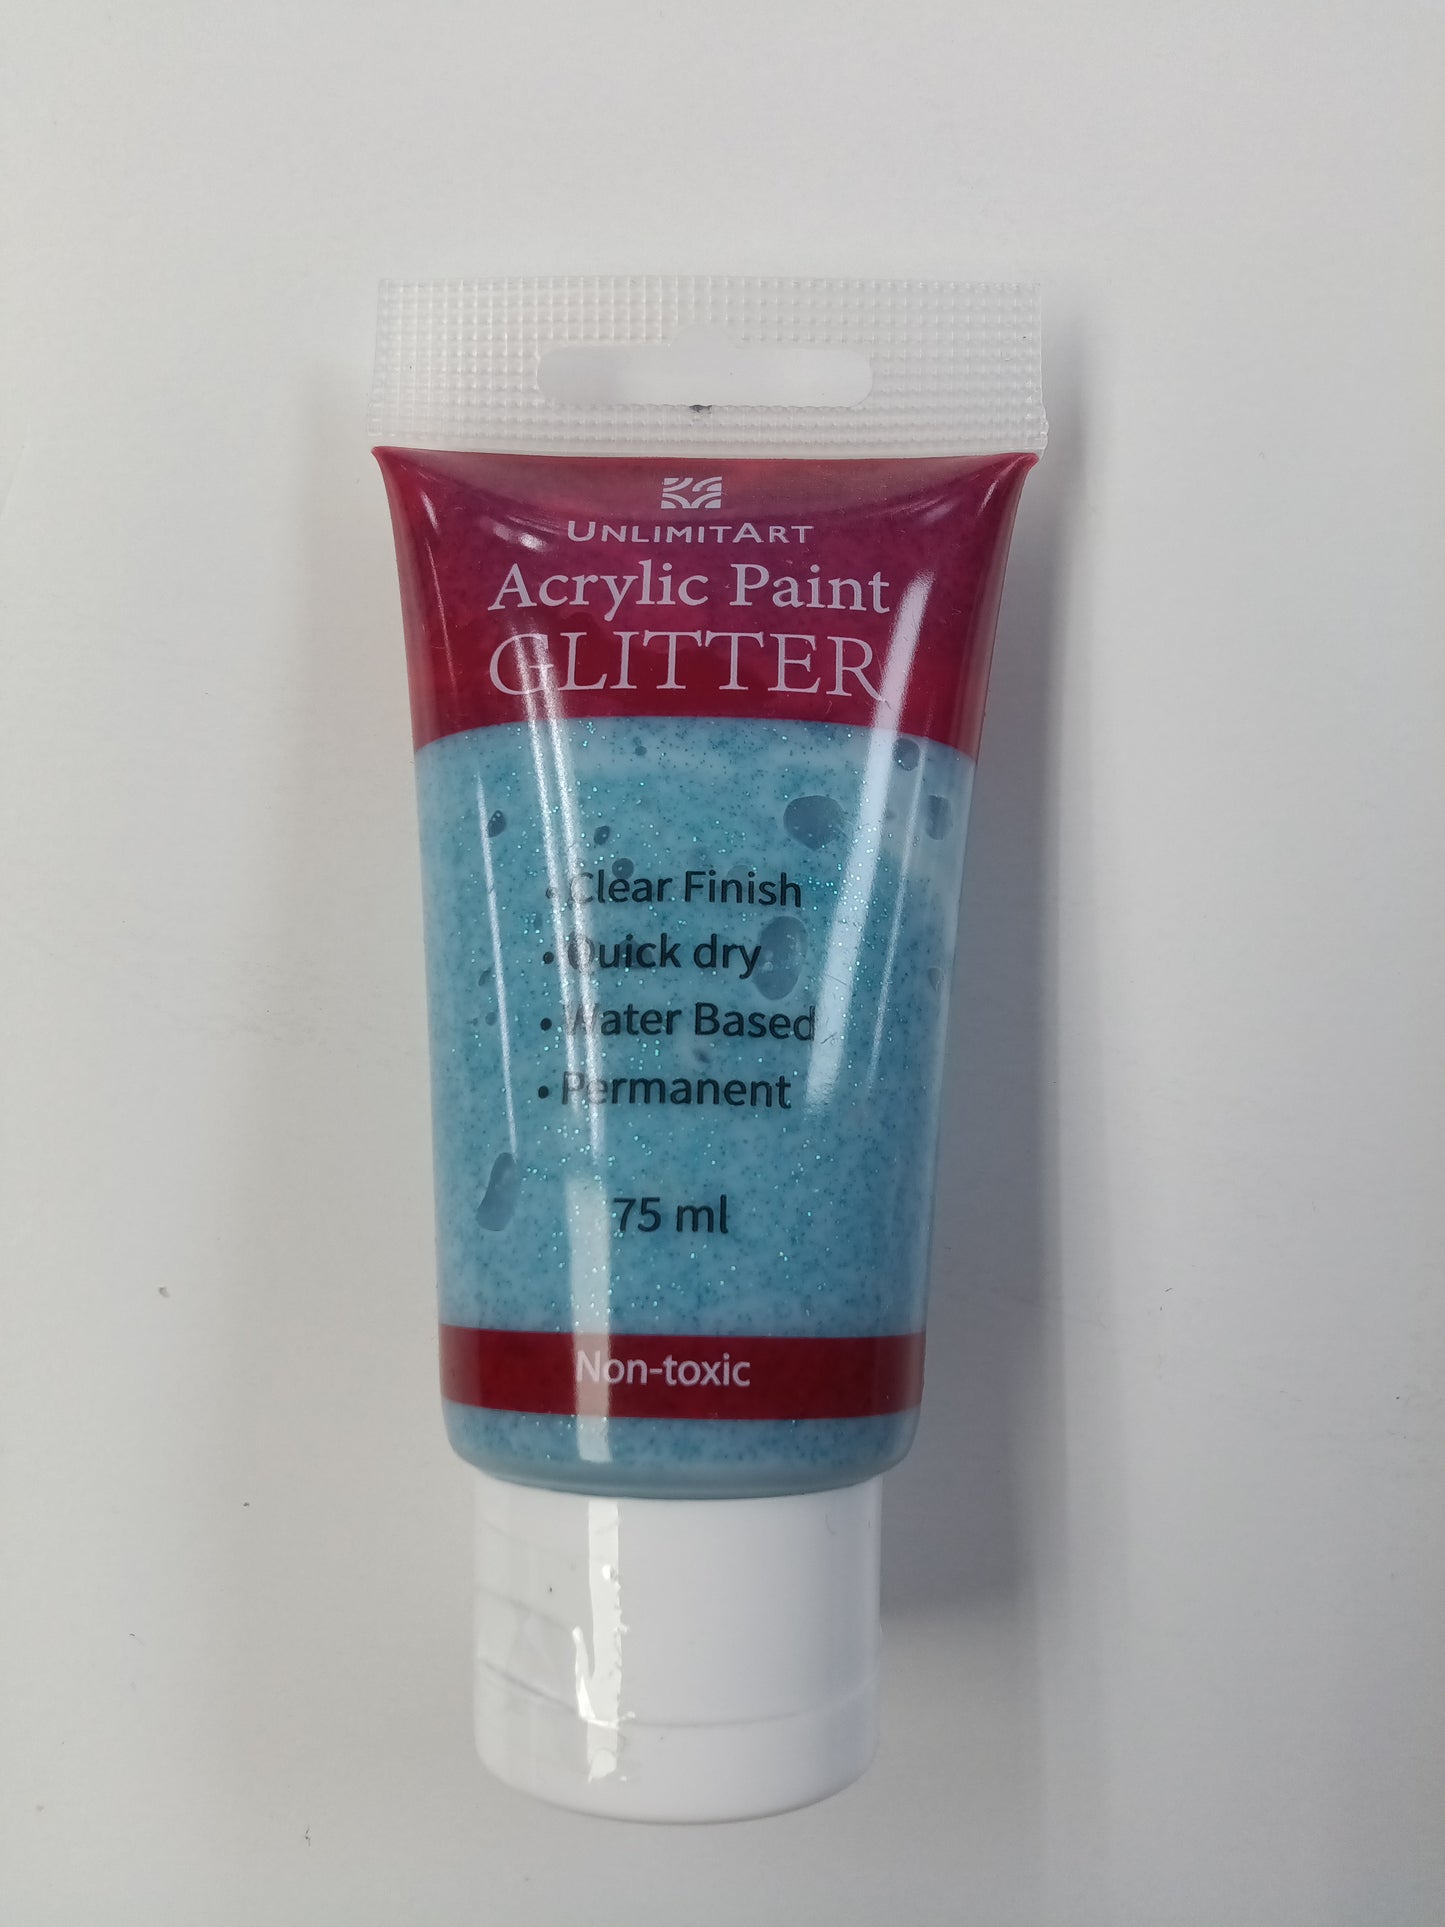 UNLIMITART
Acrylic Paint
GLITTER
• Clear Finish
• Quick dry
• Water Based
• Permanent
75 ml
Non-toxic